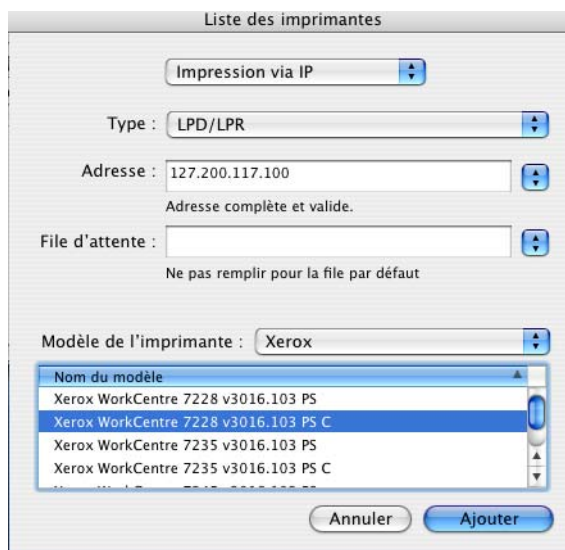 Liste des imprimantes
Impression via IP
Type : LPD/LPR
Adresse : 127.200.117.100
Adresse complète et valide.
File d'attente :
Ne pas remplir pour la file par défaut
Modèle de l'imprimante : Xerox
Nom du modèle
Xerox WorkCentre 7228 v3016.103 PS
Xerox WorkCentre 7228 v3016.103 PS C
Xerox WorkCentre 7235 v3016.103 PS
Xerox WorkCentre 7235 v3016.103 PS C
Annuler Ajouter